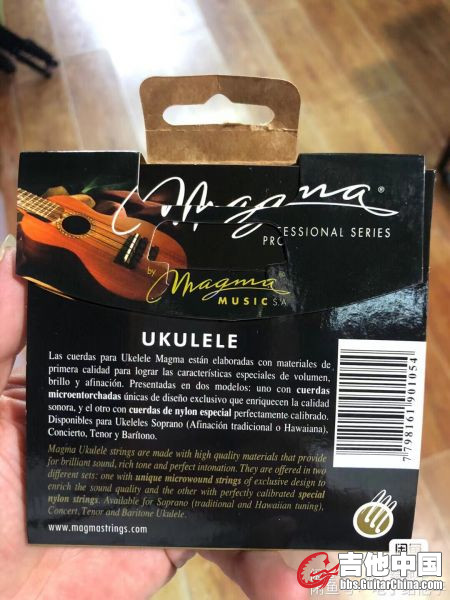 Magma®
PROFESSIONAL SERIES
by Magma®
MUSIC S.A
UKULELE
Las cuerdas para Ukelele Magma están elaboradas con materiales de
primera calidad para lograr las características especiales de volumen,
brillo y afinación. Presentadas en dos modelos: uno con cuerdas
microentorchadas únicas de diseño exclusivo que enriquecen la calidad
sonora, y el otro con cuerdas de nylon especial perfectamente calibrado.
Disponibles para Ukeleles Soprano (Afinación tradicional o Hawaiana),
Concierto, Tenor y Barítono.
Magma Ukulele strings are made with high quality materials that provide
for brilliant sound, rich tone and perfect intonation. They are offered in two
different sets: one with unique microwound strings of exclusive design to
enrich the sound quality and the other with perfectly calibrated special
nylon strings. Available for Soprano (traditional and Hawaiian tuning),
Concert, Tenor and Baritone Ukulele.
www.magmastrings.com
7 798161 901054
吉他中国
bbs.GuitarChina.com